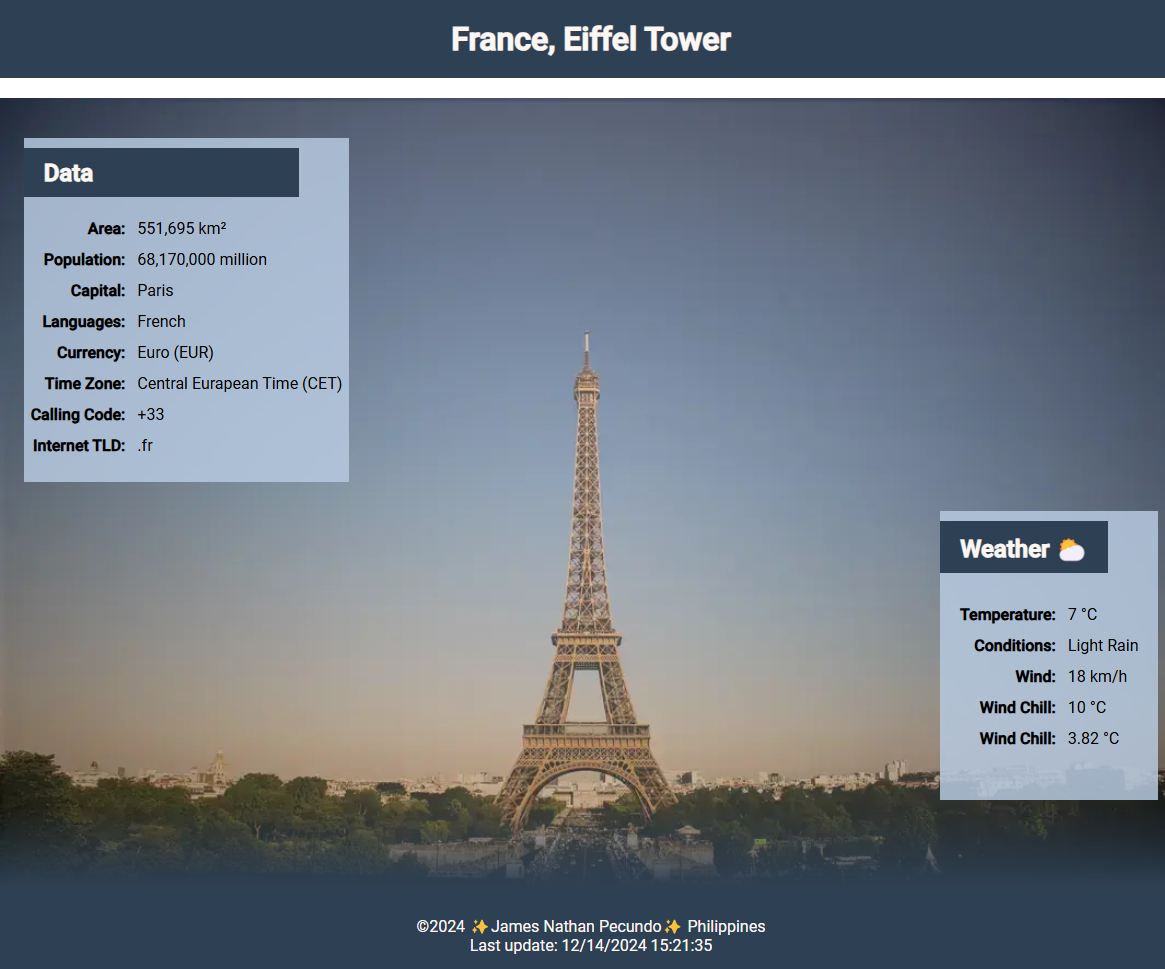 France, Eiffel Tower
Data
Area: 551,695 km²
Population: 68,170,000 million
Capital: Paris
Languages: French
Currency: Euro (EUR)
Time Zone: Central Eurapean Time (CET)
Calling Code: +33
Internet TLD: .fr
Weather
Temperature: 7 °C
Conditions: Light Rain
Wind: 18 km/h
Wind Chill: 10 °C
Wind Chill: 3.82 °C
©2024 ✨James Nathan Pecundo✨ Philippines
Last update: 12/14/2024 15:21:35